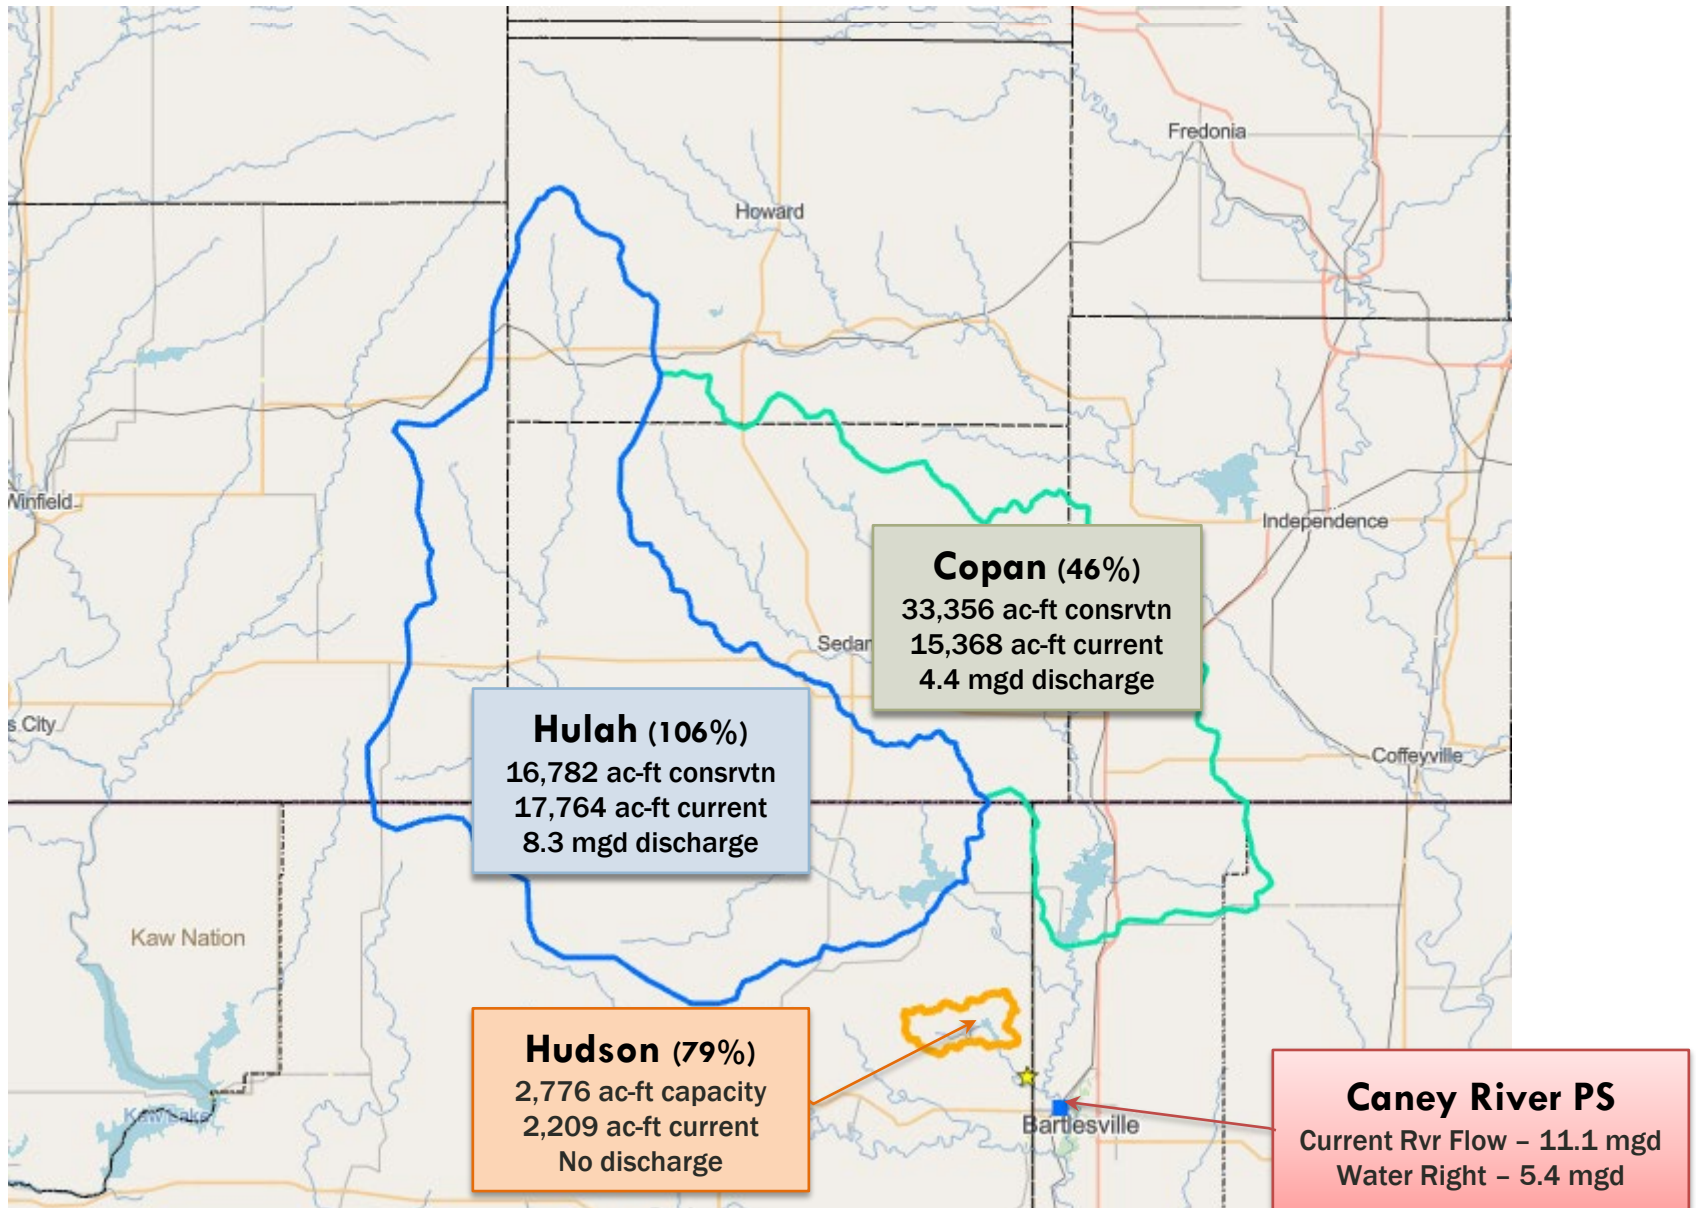 Fredonia
Howard
Winfield
Independence
Copan (46%)
33,356 ac-ft consrvtn
15,368 ac-ft current
4.4 mgd discharge
Sedan
s City
Hulah (106%)
16,782 ac-ft consrvtn
17,764 ac-ft current
8.3 mgd discharge
Coffeyville
Kaw Nation
Hudson (79%)
2,776 ac-ft capacity
2,209 ac-ft current
No discharge
Kaw Lake
Bartlesville
Caney River PS
Current Rvr Flow – 11.1 mgd
Water Right – 5.4 mgd